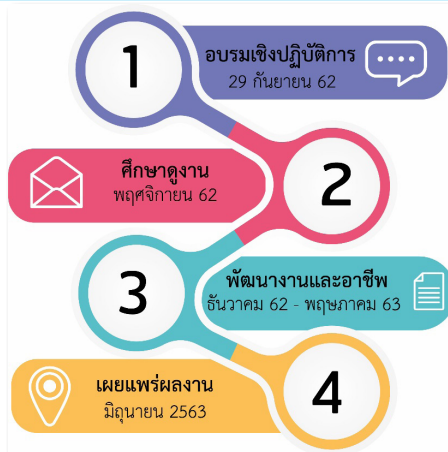 1
อบรมเชิงปฏิบัติการ
29 กันยายน 62
ศึกษาดูงาน
พฤศจิกายน 62
2
3
พัฒนางานและอาชีพ
ธันวาคม 62 - พฤษภาคม 63
เผยแพร่ผลงาน
มิถุนายน 2563
4